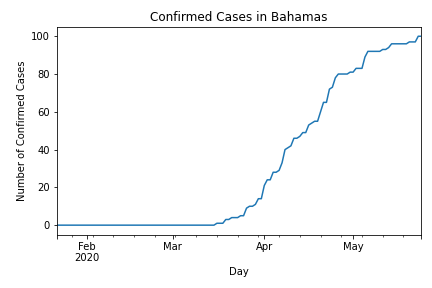 Confirmed Cases in Bahamas
100
80
60
40
20
0
Number of Confirmed Cases
Feb
2020
Mar
Apr
May
Day